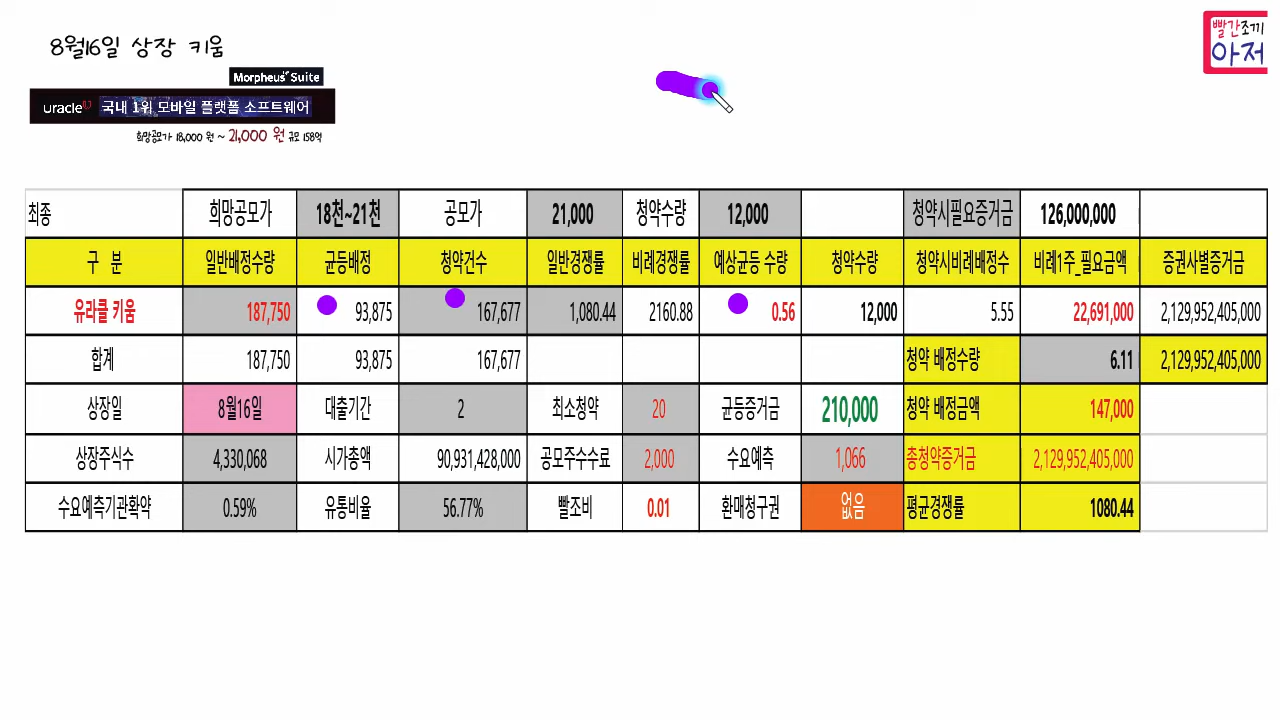 8월16일 상장 키움
빨간조끼
아저
Morpheus Suite
uracle 국내 1위 모바일 플랫폼 소프트웨어
희망공모가 18,000 원 ~ 21,000 원 규모 158억
최종 희망공모가 18천~21천 공모가 21,000 청약수량 12,000 청약시필요증거금 126,000,000
구 분 일반배정수량 균등배정 청약건수 일반경쟁률 비례경쟁률 예상균등 수량 청약수량 청약시비례배정수 비례1주_필요금액 증권사별증거금
유라클 키움 187,750 93,875 167,677 1,080.44 2160.88 0.56 12,000 5.55 22,691,000 2,129,952,405,000
합계 187,750 93,875 167,677 청약 배정수량 6.11 2,129,952,405,000
상장일 8월16일 대출기간 2 최소청약 20 균등증거금 210,000 청약 배정금액 147,000
상장주식수 4,330,068 시가총액 90,931,428,000 공모주수수료 2,000 수요예측 1,066 총청약증거금 2,129,952,405,000
수요예측기관확약 0.59% 유통비율 56.77% 빨조비 0.01 환매청구권 없음 평균경쟁률 1080.44